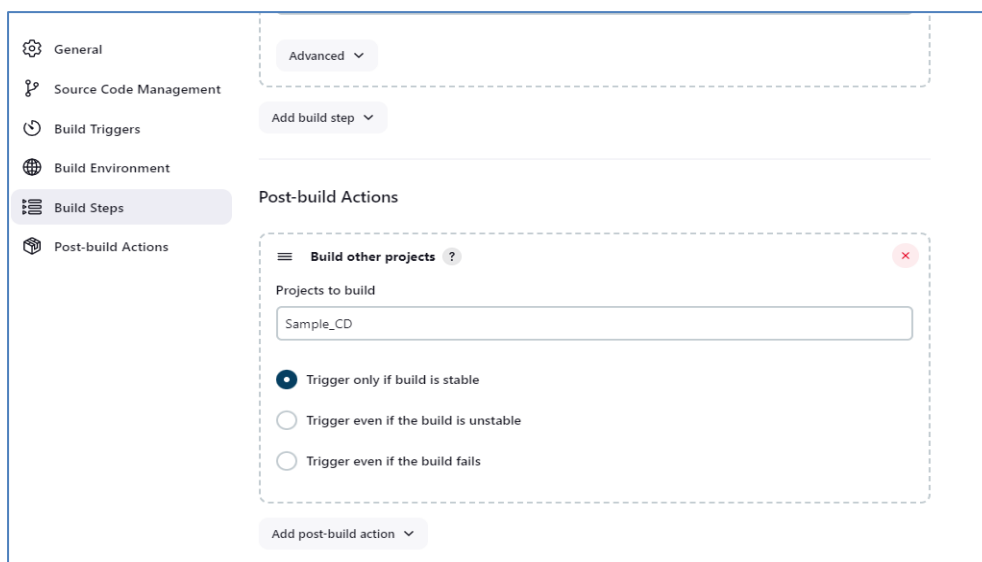 General
Source Code Management
Build Triggers
Build Environment
Build Steps
Post-build Actions
Advanced
Add build step
Post-build Actions
Build other projects ?
Projects to build
Sample_CD
Trigger only if build is stable
Trigger even if the build is unstable
Trigger even if the build fails
Add post-build action